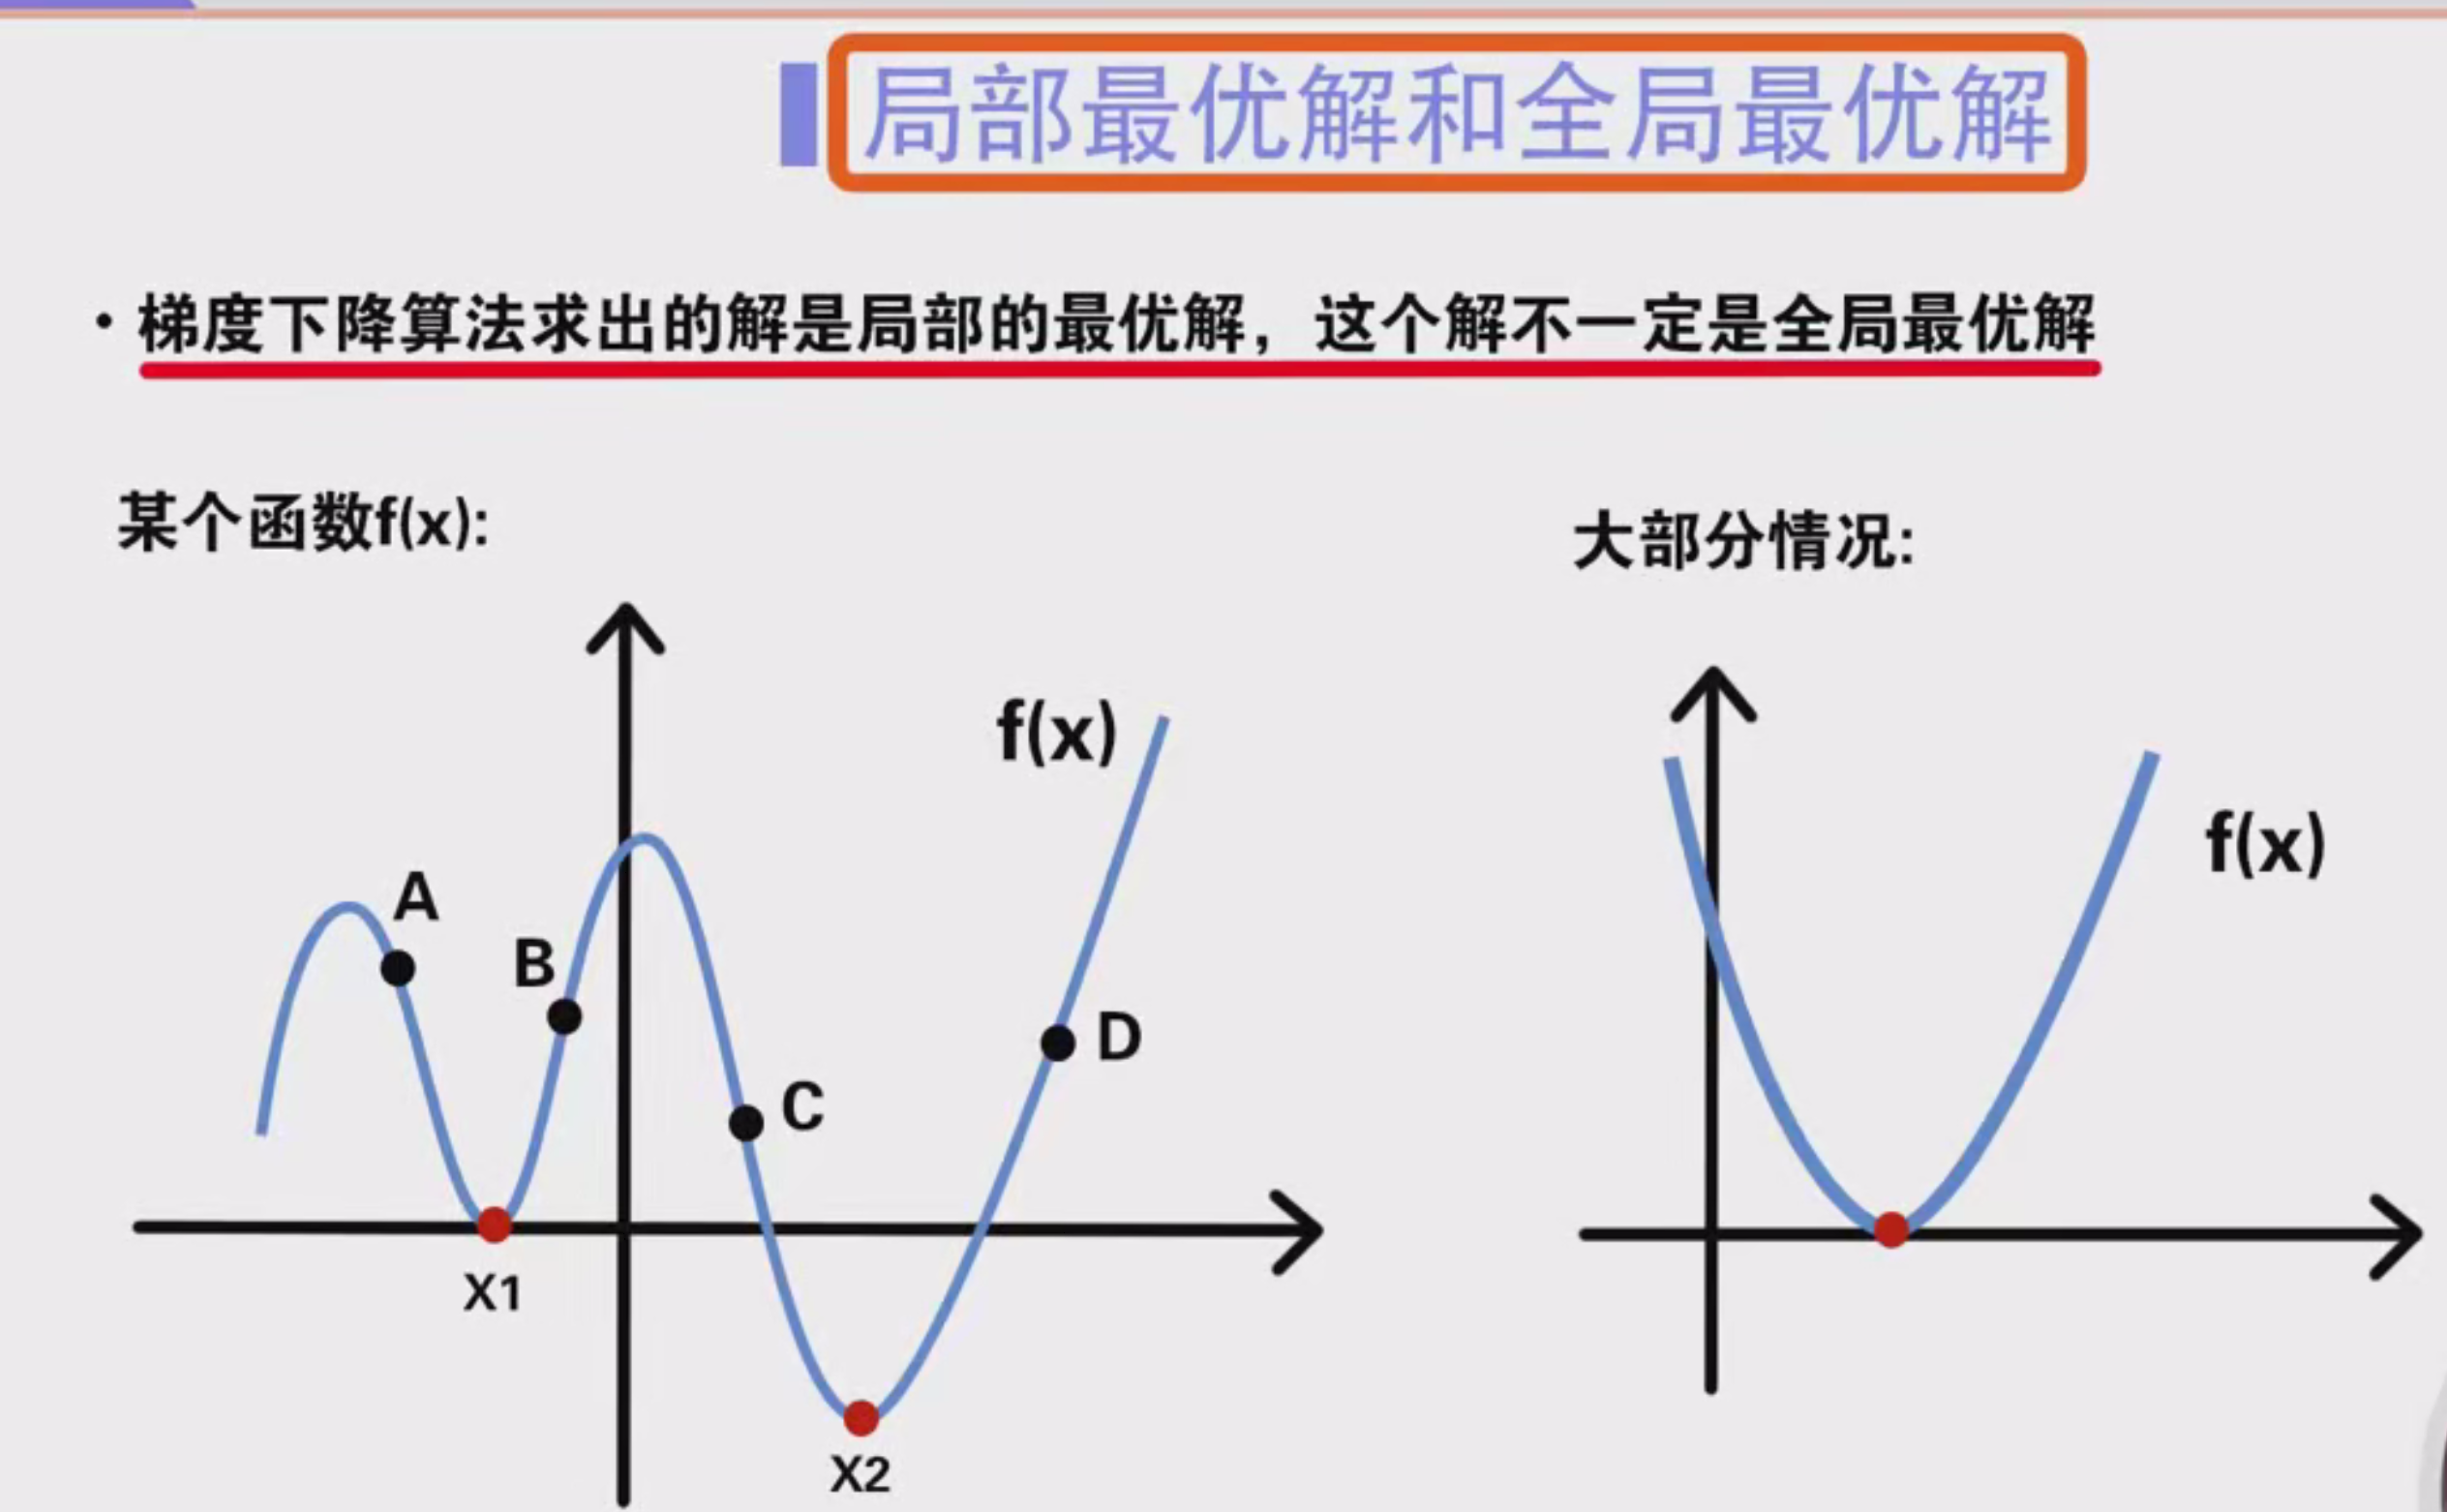 局部最优解和全局最优解
· 梯度下降算法求出的解是局部的最优解，这个解不一定是全局最优解
某个函数f(x):
大部分情况:
f(x)
f(x)
A
B
D
C
X1
X2